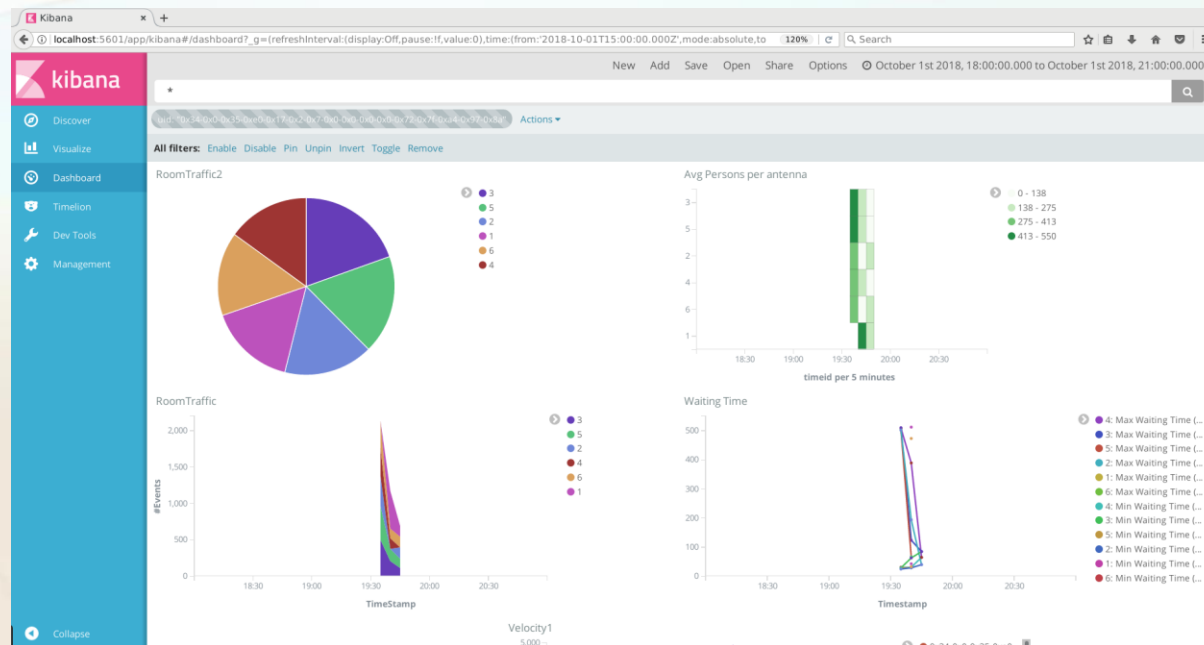 Kibana
localhost:5601/app/kibana#/dashboard?_g=(refreshInterval:(display:Off,pause:!f,value:0),time:(from:'2018-10-01T15:00:00.000Z',mode:absolute,to
120%
Search
kibana
New Add Save Open Share Options October 1st 2018, 18:00:00.000 to October 1st 2018, 21:00:00.000
*
Actions
All filters: Enable Disable Pin Unpin Invert Toggle Remove
Discover
Visualize
Dashboard
Timelion
Dev Tools
Management
Collapse
RoomTraffic2
3
5
2
1
6
4
Avg Persons per antenna
3
5
2
4
6
1
18:30 19:00 19:30 20:00 20:30
timeid per 5 minutes
0 - 138
138 - 275
275 - 413
413 - 550
RoomTraffic
2,000
1,500
1,000
500
0
#Events
18:30 19:00 19:30 20:00 20:30
TimeStamp
3
5
2
4
6
1
Waiting Time
500
400
300
200
100
0
18:30 19:00 19:30 20:00 20:30
Timestamp
4: Max Waiting Time (...
3: Max Waiting Time (...
5: Max Waiting Time (...
2: Max Waiting Time (...
1: Max Waiting Time (...
6: Max Waiting Time (...
4: Min Waiting Time (...
3: Min Waiting Time (...
5: Min Waiting Time (...
2: Min Waiting Time (...
1: Min Waiting Time (...
6: Min Waiting Time (...
Velocity1
5,000